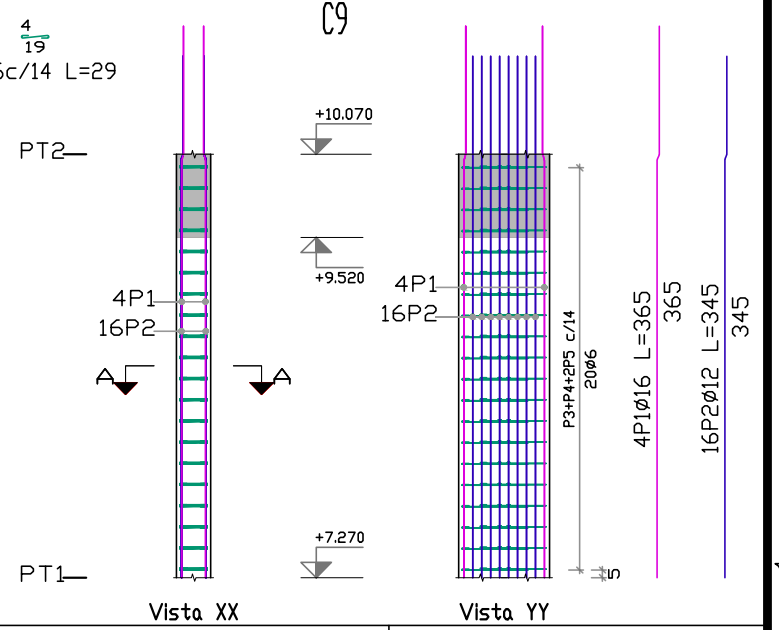 C9
4
19
6c/14 L=29
PT2
+10.070
+9.520
4P1
16P2
A A
4P1
16P2
P3+P4+2P5 c/14
20ø6
4P1ø16 L=365
365
16P2ø12 L=345
345
+7.270
PT1
5
Vista XX
Vista YY